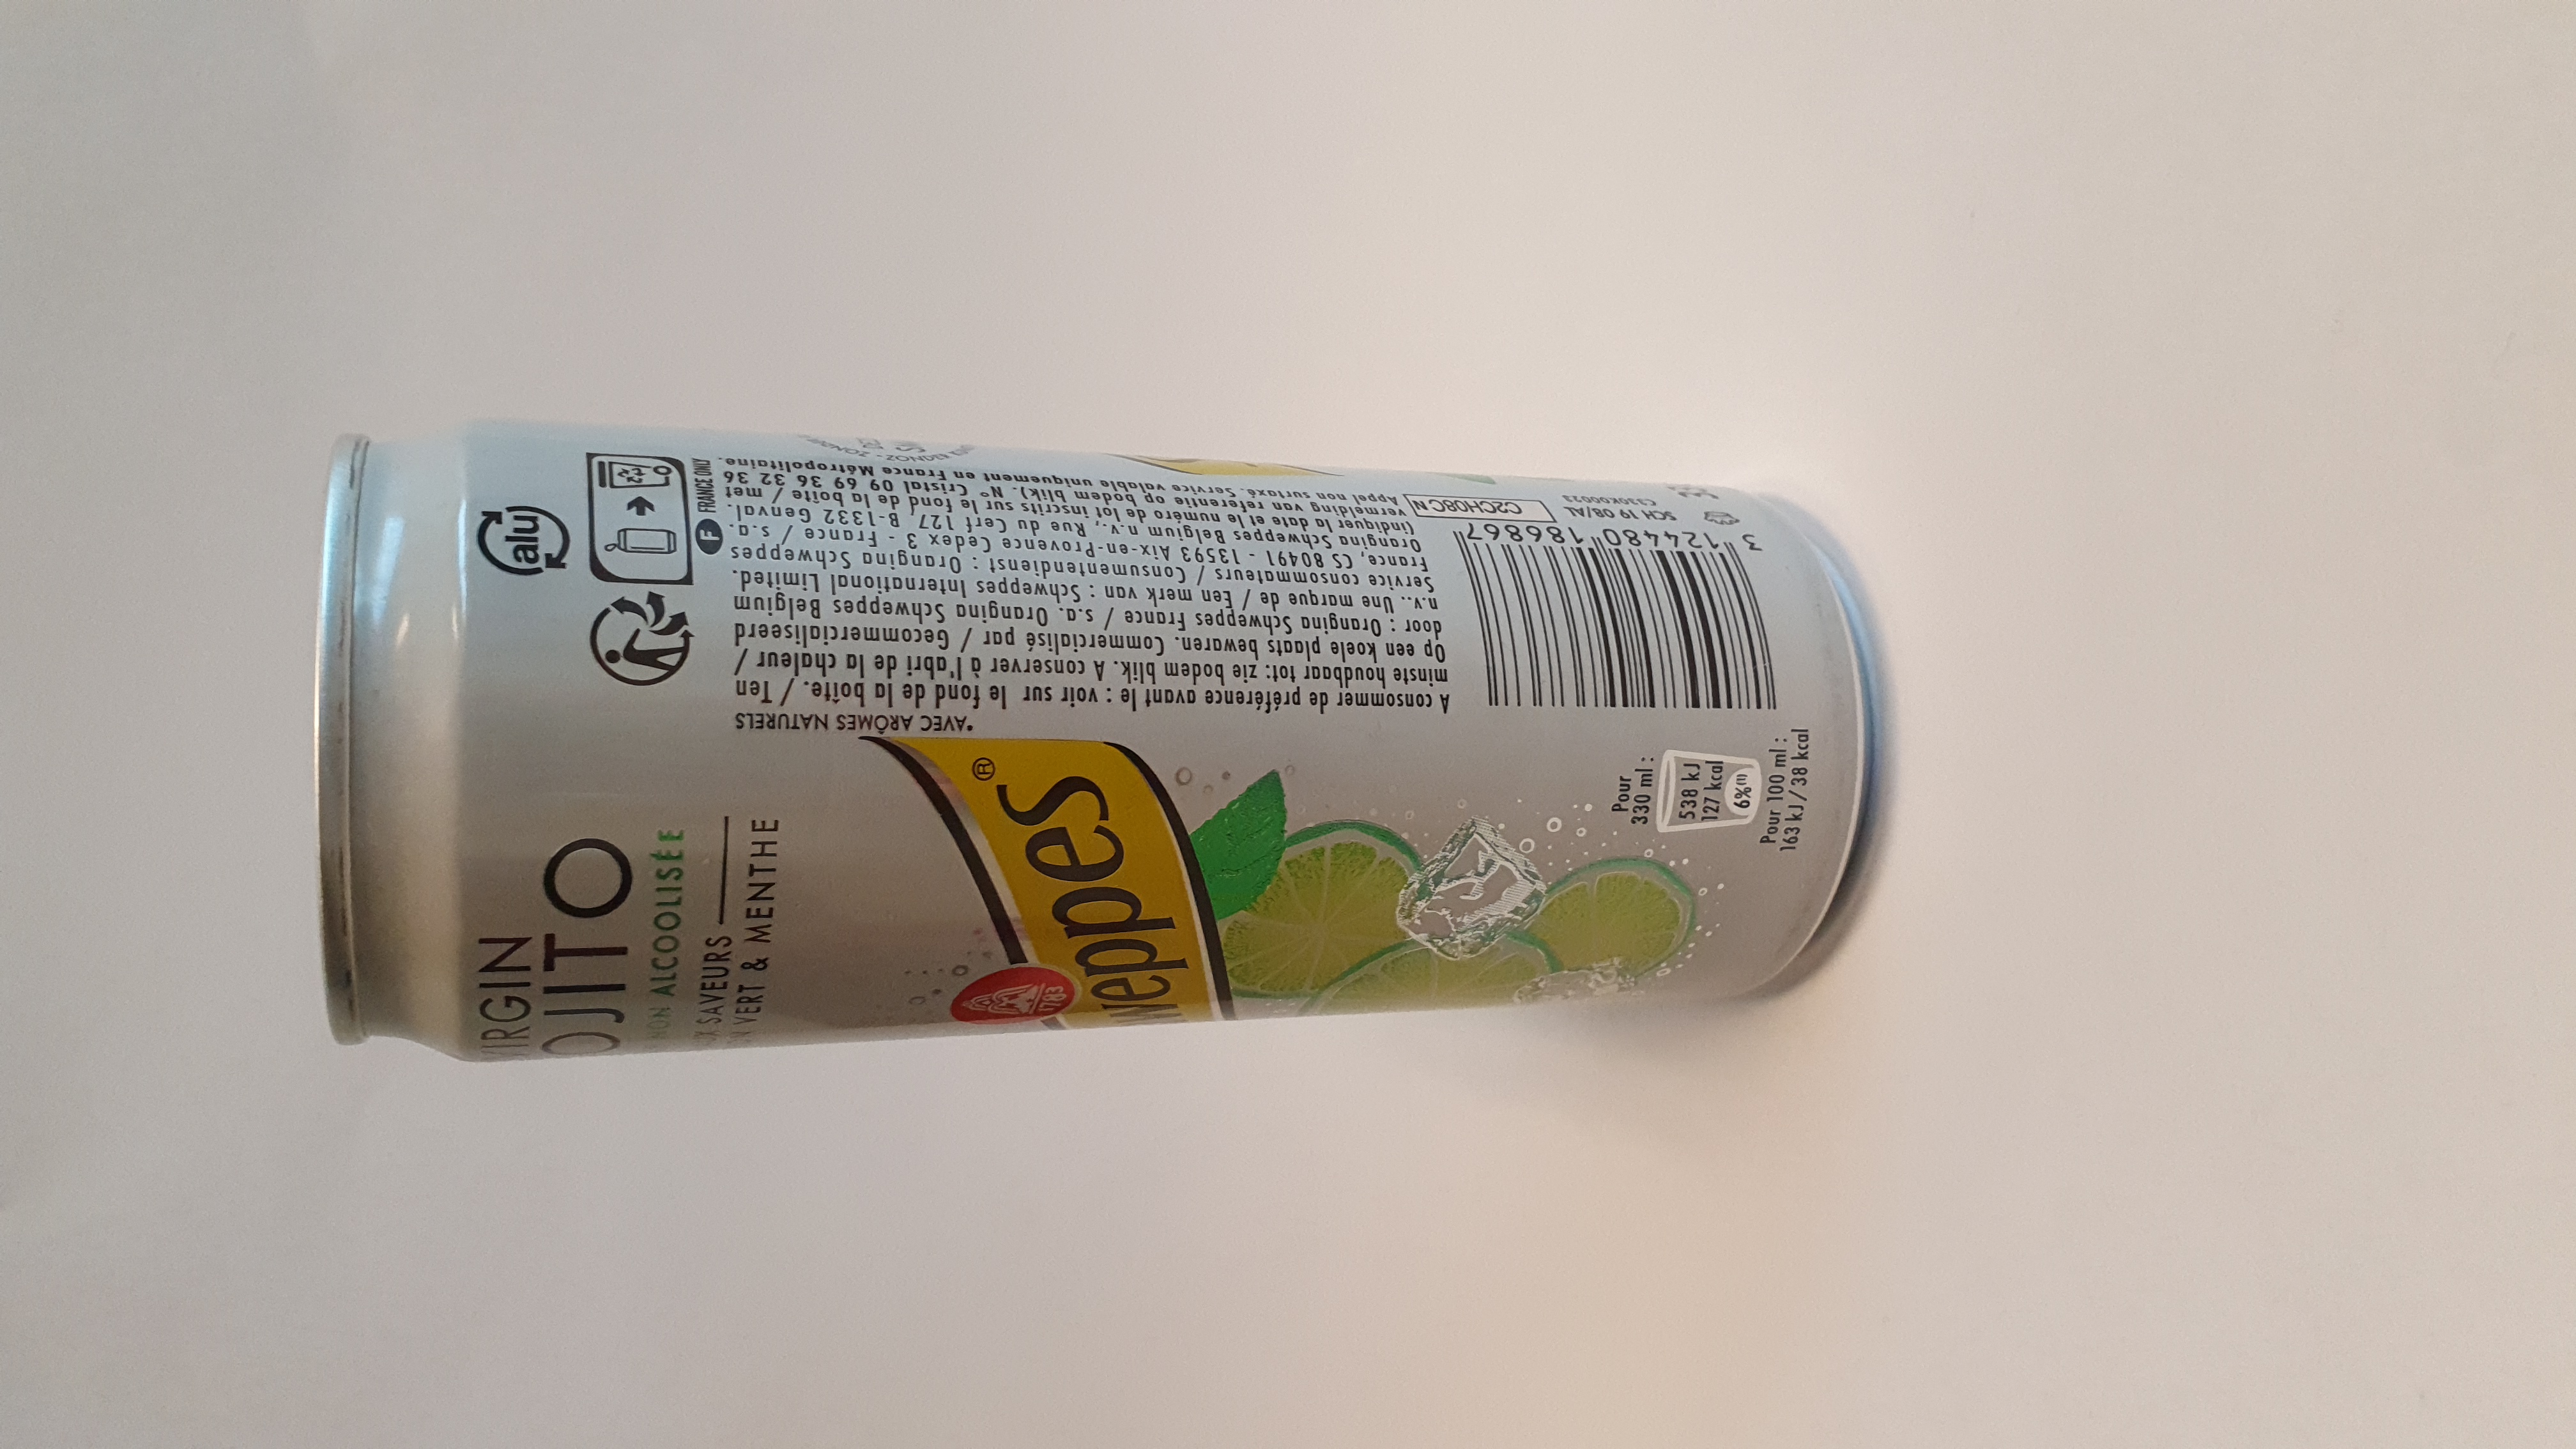 VIRGIN
OJITO
NON ALCOOLISÉE
SAVEURS
VERT & MENTHE
1783
weppes®
Pour
330 ml :
538 kJ
127 kcal
6%(1)
Pour 100 ml :
163 kJ / 38 kcal
alu
F FRANCE ONLY
*AVEC ARÔMES NATURELS
A consommer de préférence avant le : voir sur le fond de la boîte. / Ten
minste houdbaar tot: zie bodem blik. A conserver à l'abri de la chaleur /
Op een koele plaats bewaren. Commercialisé par / Gecommercialiseerd
door : Orangina Schweppes France / s.a. Orangina Schweppes Belgium
n.v.. Une marque de / Een merk van : Schweppes International Limited.
Service consommateurs / Consumentendienst : Orangina Schweppes
France, CS 80491 - 13593 Aix-en-Provence Cedex 3 - France / s.a.
Orangina Schweppes Belgium n.v., Rue du Cerf 127, B-1332 Genval.
(indiquer la date et le numéro de lot inscrits sur le fond de la boîte / met
vermelding van referentie op bodem blik). N° Cristal 09 69 36 32 36
Appel non surtaxé. Service valable uniquement en France Métropolitaine.
3 124480 186867
C2CH08C N
SCH 19 08/AL
C330X00023